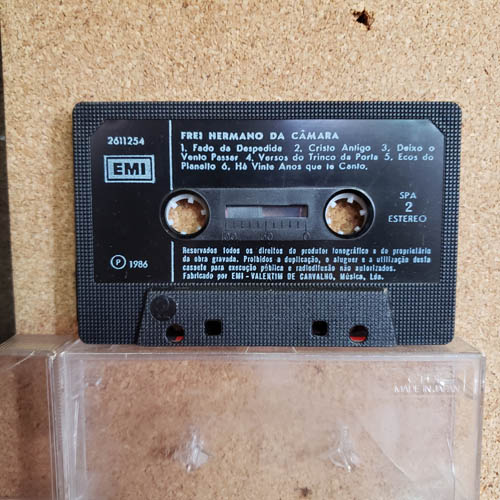 2611254
EMI
℗ 1986
FREI HERMANO DA CÂMARA
1. Fado da Despedida 2. Cristo Antigo 3. Deixo o
Vento Passar 4. Versos do Trinco da Porta 5. Ecos do
Planalto 6. Há Vinte Anos que te Canto.
SPA
2
ESTEREO
Reservados todos os direitos do produtor fonográfico e do proprietário
da obra gravada. Proibidos a duplicação, o aluguer e a utilização desta
cassete para execução pública e radiodifusão não autorizados.
Fabricado por EMI - VALENTIM DE CARVALHO, Música, Lda.
MADE IN JAPAN